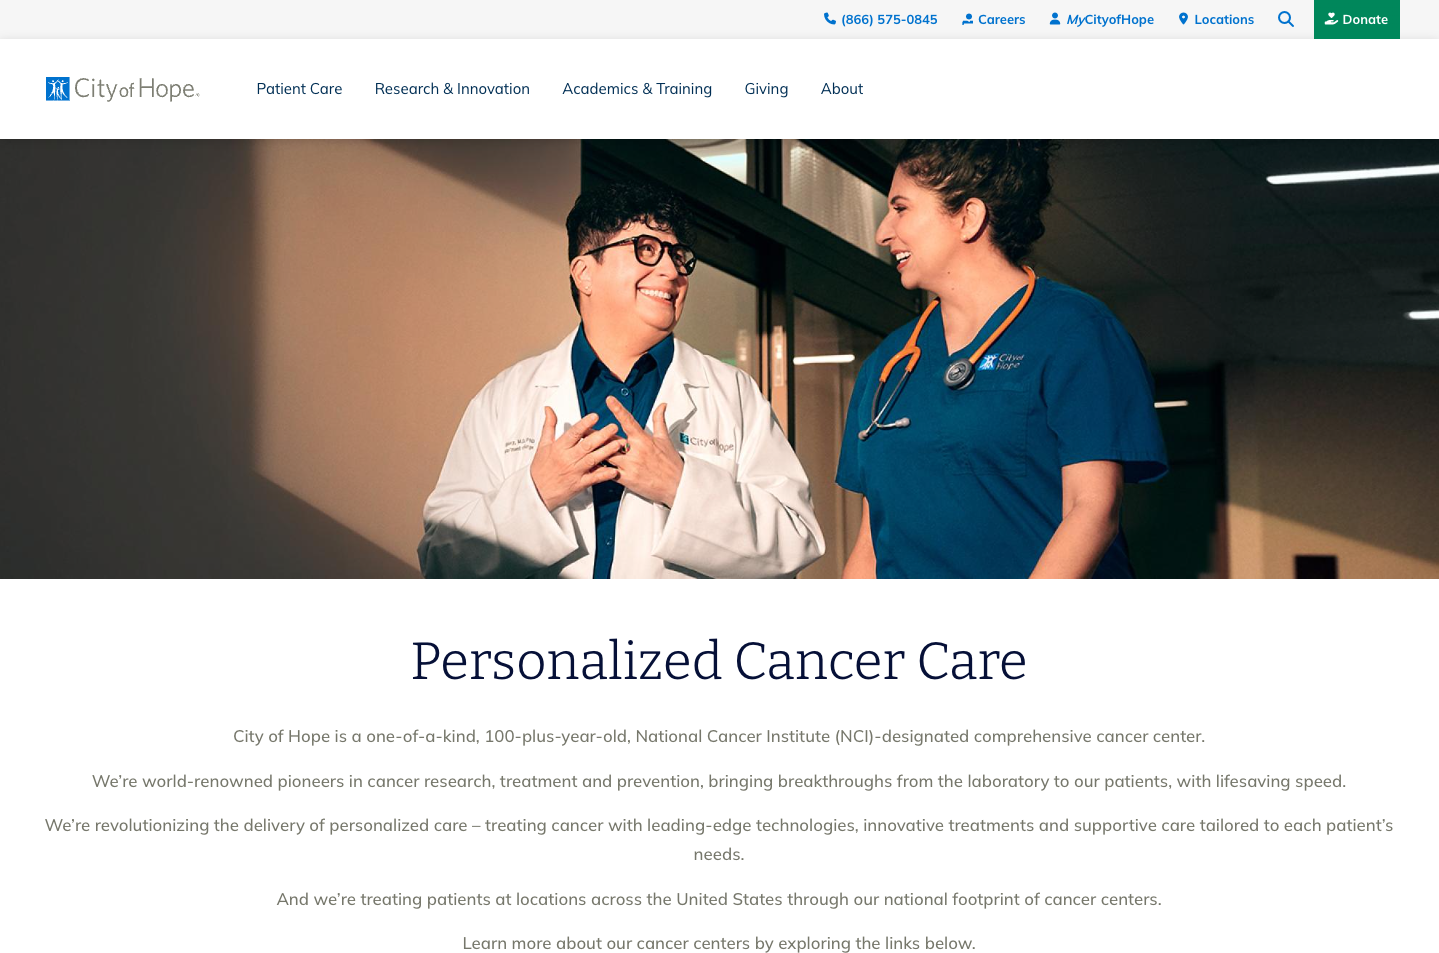 (866) 575-0845 Careers MyCityofHope Locations Donate
City of Hope Patient Care Research & Innovation Academics & Training Giving About
City of Hope
City of Hope
Personalized Cancer Care
City of Hope is a one-of-a-kind, 100-plus-year-old, National Cancer Institute (NCI)-designated comprehensive cancer center.
We’re world-renowned pioneers in cancer research, treatment and prevention, bringing breakthroughs from the laboratory to our patients, with lifesaving speed.
We’re revolutionizing the delivery of personalized care – treating cancer with leading-edge technologies, innovative treatments and supportive care tailored to each patient’s
needs.
And we’re treating patients at locations across the United States through our national footprint of cancer centers.
Learn more about our cancer centers by exploring the links below.